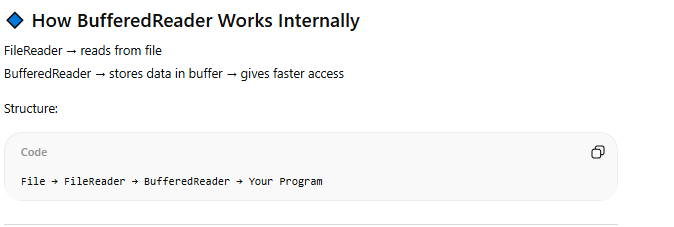 How BufferedReader Works Internally
FileReader → reads from file
BufferedReader → stores data in buffer → gives faster access
Structure:
Code
File → FileReader → BufferedReader → Your Program